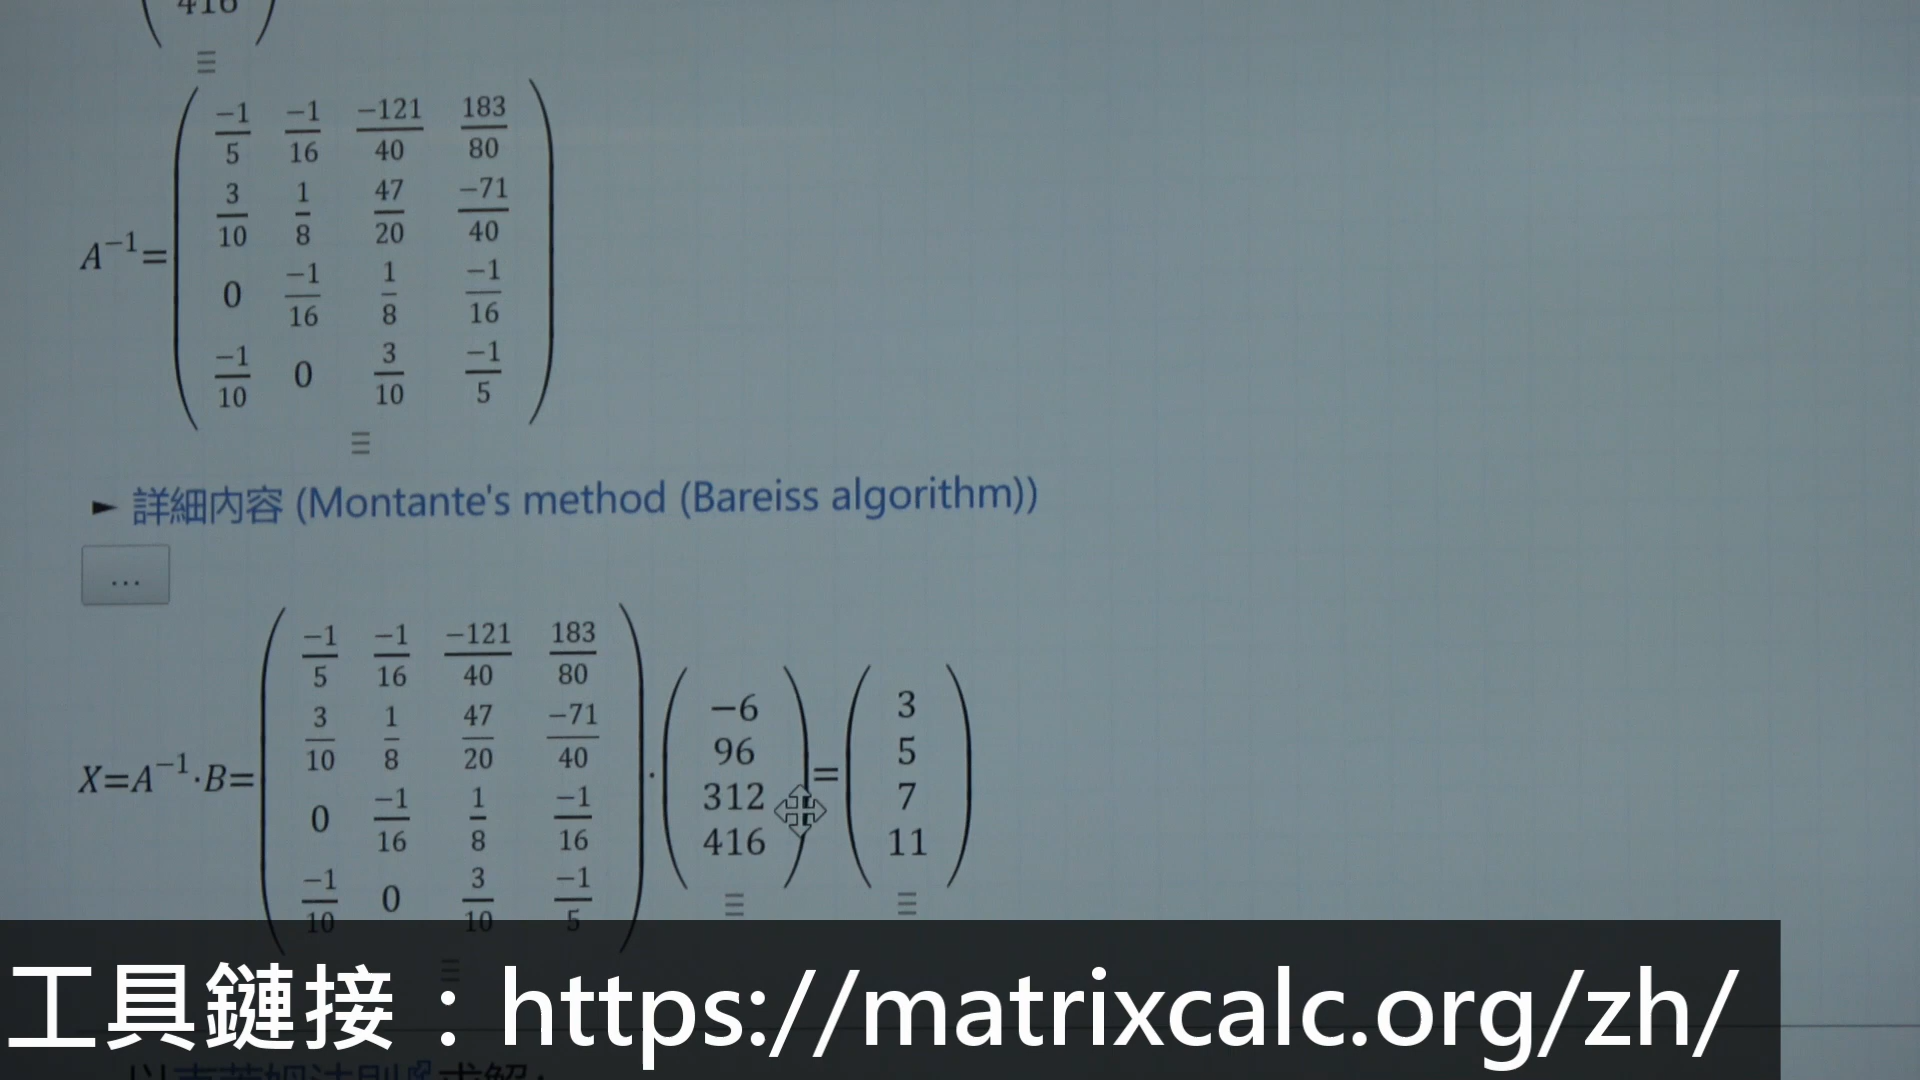 416
A⁻¹=
-1/5 -1/16 -121/40 183/80
3/10 1/8 47/20 -71/40
0 -1/16 1/8 -1/16
-1/10 0 3/10 -1/5
► 詳細內容 (Montante's method (Bareiss algorithm))
...
X=A⁻¹·B=
-1/5 -1/16 -121/40 183/80
3/10 1/8 47/20 -71/40
0 -1/16 1/8 -1/16
-1/10 0 3/10 -1/5
·
−6
96
312
416
=
3
5
7
11
工具鏈接：https://matrixcalc.org/zh/